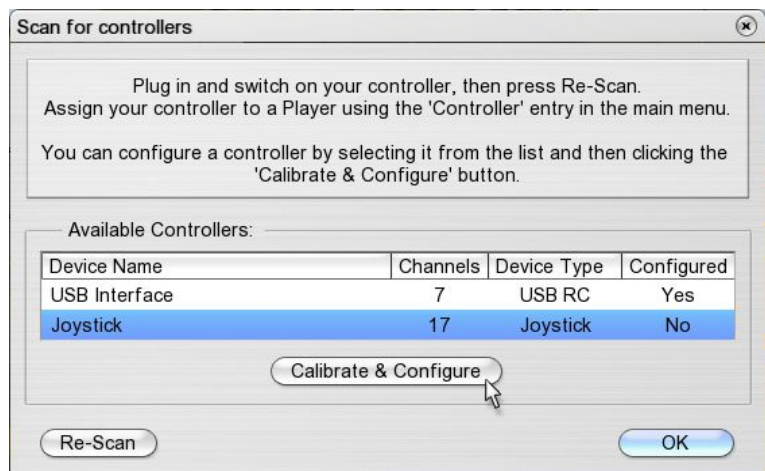 Scan for controllers
Plug in and switch on your controller, then press Re-Scan.
Assign your controller to a Player using the 'Controller' entry in the main menu.
You can configure a controller by selecting it from the list and then clicking the
'Calibrate & Configure' button.
Available Controllers:
Device Name Channels Device Type Configured
USB Interface 7 USB RC Yes
Joystick 17 Joystick No
Calibrate & Configure
Re-Scan OK